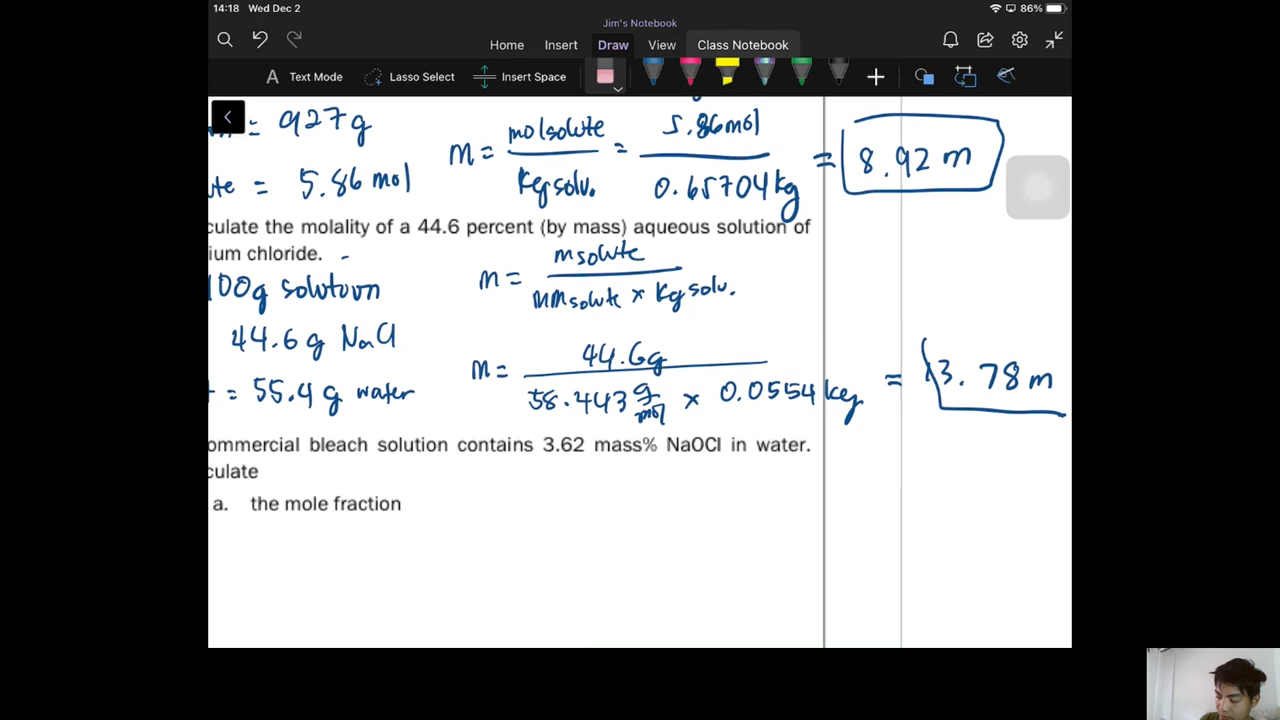 14:18 Wed Dec 2
86%
Jim's Notebook
Home Insert Draw View Class Notebook
Text Mode Lasso Select Insert Space
= 927 g
m = mol solute / kg solv. = 5.86 mol / 0.65704 kg = 8.92 m
= 5.86 mol
culate the molality of a 44.6 percent (by mass) aqueous solution of
ium chloride.
100g solution
m = msolute / MMsolute × kg solv.
44.6 g NaCl
m = 44.6g / 58.443 g/mol × 0.0554 kg = 13.78 m
= 55.4 g water
ommercial bleach solution contains 3.62 mass% NaOCl in water.
culate
a. the mole fraction